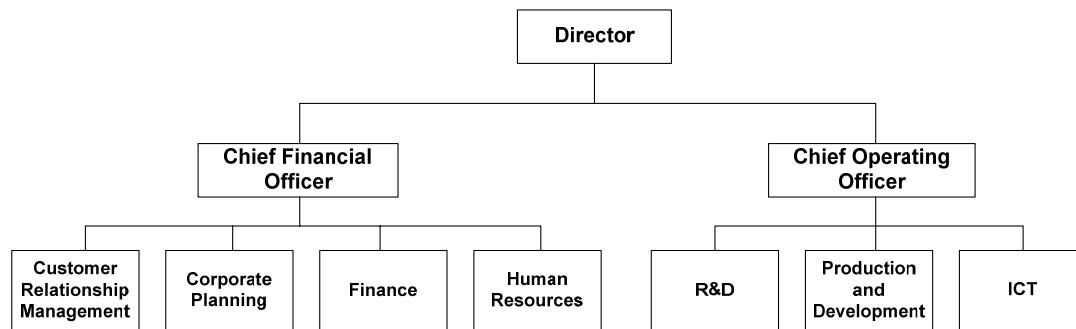 Director
Chief Financial
Officer
Chief Operating
Officer
Customer
Relationship
Management
Corporate
Planning
Finance
Human
Resources
R&D
Production
and
Development
ICT